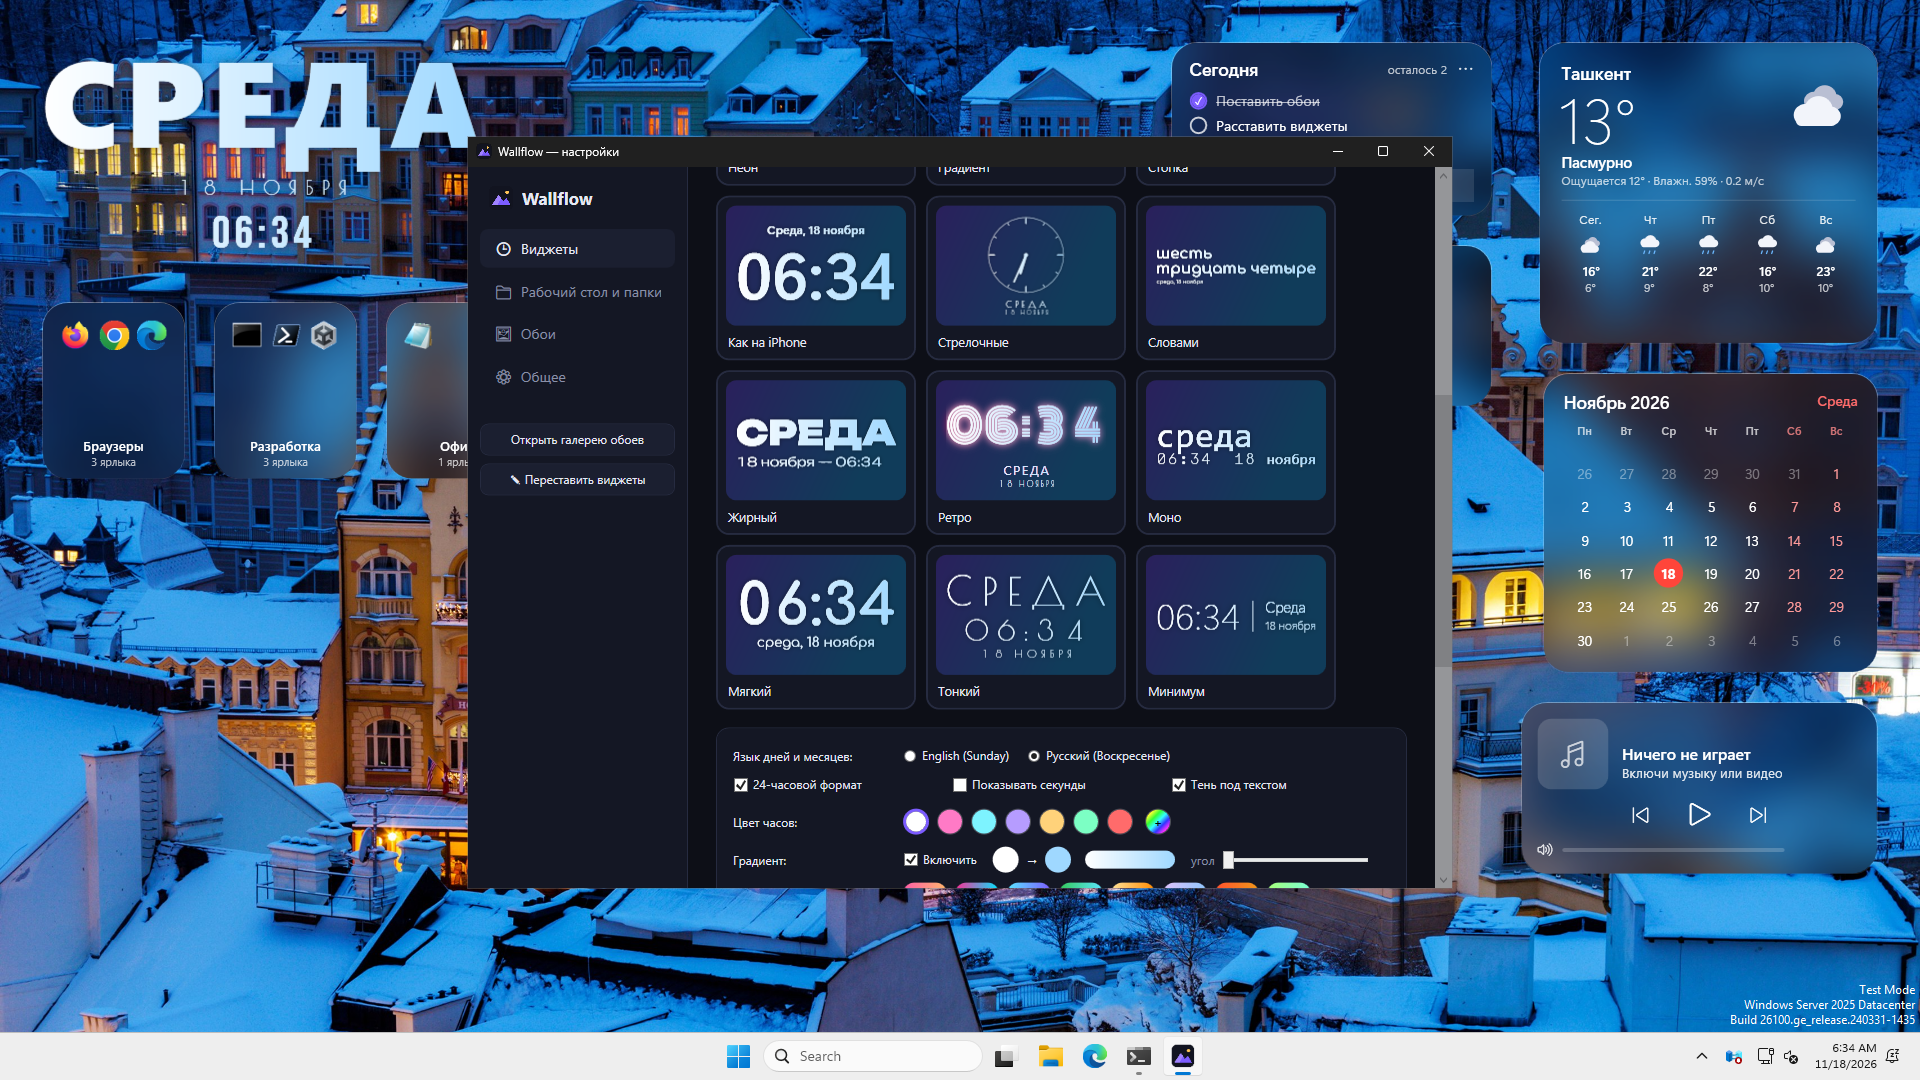 СРЕДА
18 НОЯБРЯ
06:34
Браузеры
3 ярлыка
Разработка
3 ярлыка
Офи
1 ярлы
Сегодня
осталось 2
Поставить обои
Расставить виджеты
Wallflow — настройки
Wallflow
Виджеты
Рабочий стол и папки
Обои
Общее
Открыть галерею обоев
Переставить виджеты
Неон
Градиент
Стопка
Среда, 18 ноября
06:34
Как на iPhone
СРЕДА
18 НОЯБРЯ
Стрелочные
шесть
тридцать четыре
среда, 18 ноября
Словами
СРЕДА
18 ноября — 06:34
Жирный
06:34
СРЕДА
18 НОЯБРЯ
Ретро
среда
06:34 18 ноября
Моно
06:34
среда, 18 ноября
Мягкий
СРЕДА
06:34
18 НОЯБРЯ
Тонкий
06:34
Среда
18 ноября
Минимум
Язык дней и месяцев:
English (Sunday)
Русский (Воскресенье)
24-часовой формат
Показывать секунды
Тень под текстом
Цвет часов:
Градиент:
Включить
→
угол
Ташкент
13°
Пасмурно
Ощущается 12° · Влажн. 59% · 0.2 м/с
Сег. Чт Пт Сб Вс
16° 21° 22° 16° 23°
6° 9° 8° 10° 10°
Ноябрь 2026
Среда
Пн Вт Ср Чт Пт Сб Вс
26 27 28 29 30 31 1
2 3 4 5 6 7 8
9 10 11 12 13 14 15
16 17 18 19 20 21 22
23 24 25 26 27 28 29
30 1 2 3 4 5 6
Ничего не играет
Включи музыку или видео
Test Mode
Windows Server 2025 Datacenter
Build 26100.ge_release.240331-1435
Search
6:34 AM
11/18/2026